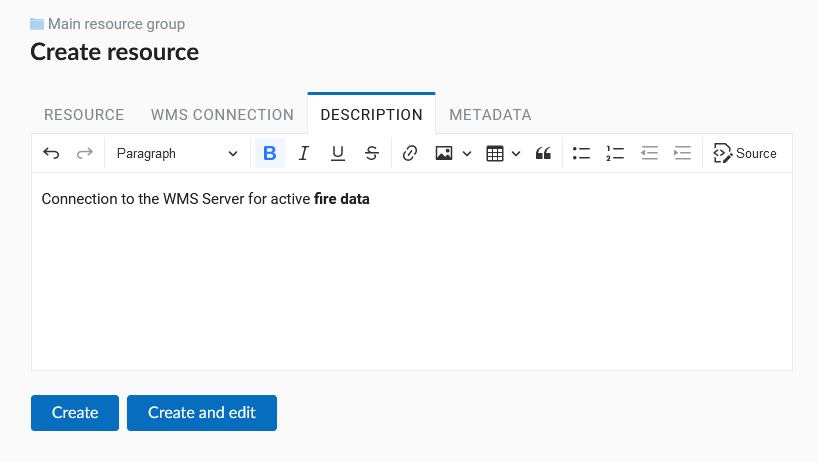 Main resource group
Create resource
RESOURCE WMS CONNECTION DESCRIPTION METADATA
Paragraph B I U S Source
Connection to the WMS Server for active fire data
Create Create and edit